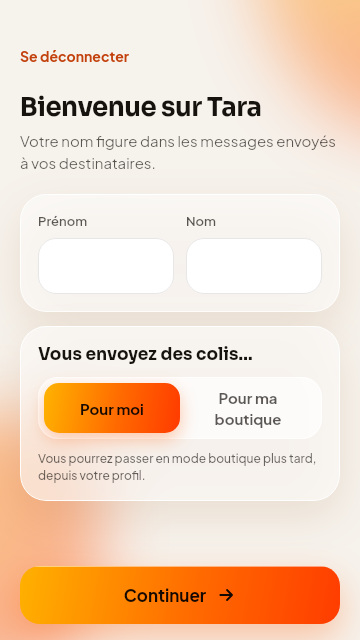 Se déconnecter
Bienvenue sur Tara
Votre nom figure dans les messages envoyés
à vos destinataires.
Prénom
Nom
Vous envoyez des colis...
Pour moi
Pour ma
boutique
Vous pourrez passer en mode boutique plus tard,
depuis votre profil.
Continuer →